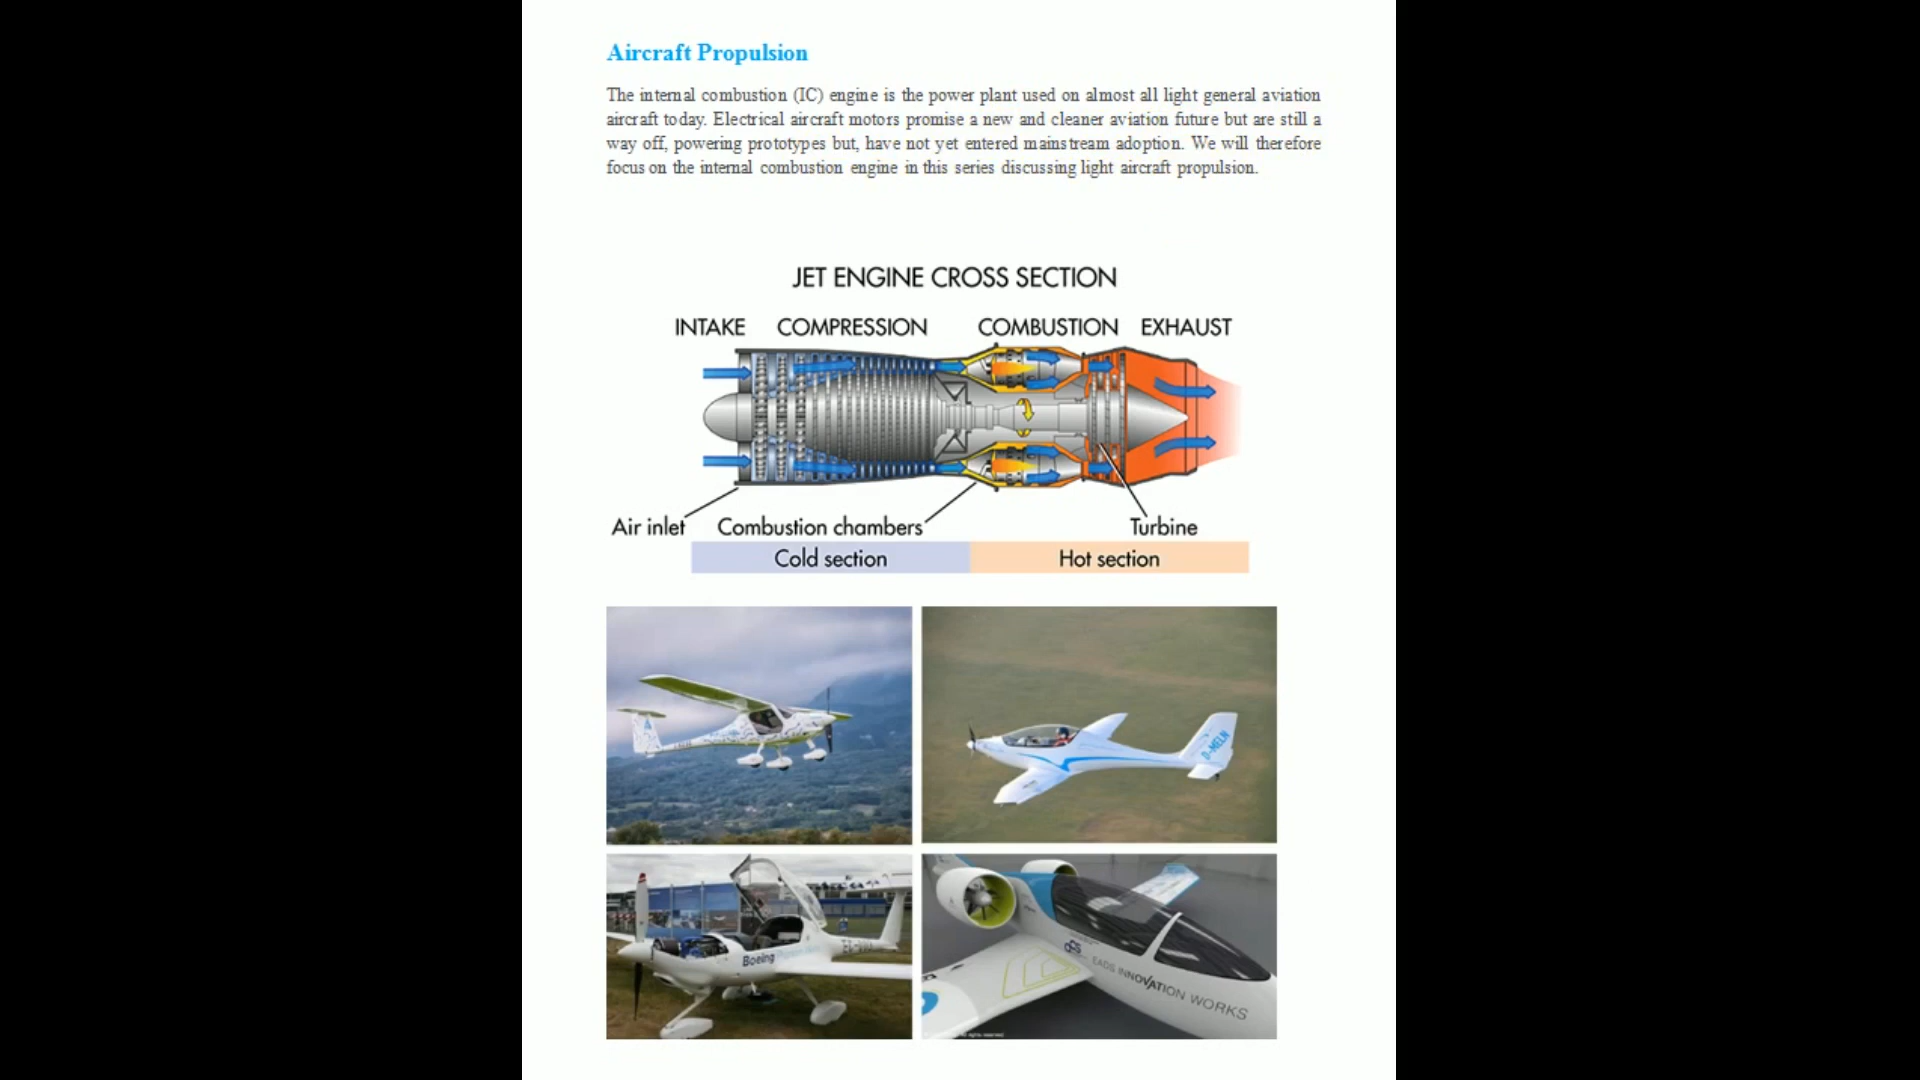 Aircraft Propulsion
The internal combustion (IC) engine is the power plant used on almost all light general aviation
aircraft today. Electrical aircraft motors promise a new and cleaner aviation future but are still a
way off, powering prototypes but, have not yet entered mainstream adoption. We will therefore
focus on the internal combustion engine in this series discussing light aircraft propulsion.
JET ENGINE CROSS SECTION
INTAKE COMPRESSION COMBUSTION EXHAUST
Air inlet Combustion chambers Turbine
Cold section Hot section
D-MELN
Boeing
EADS INNOVATION WORKS